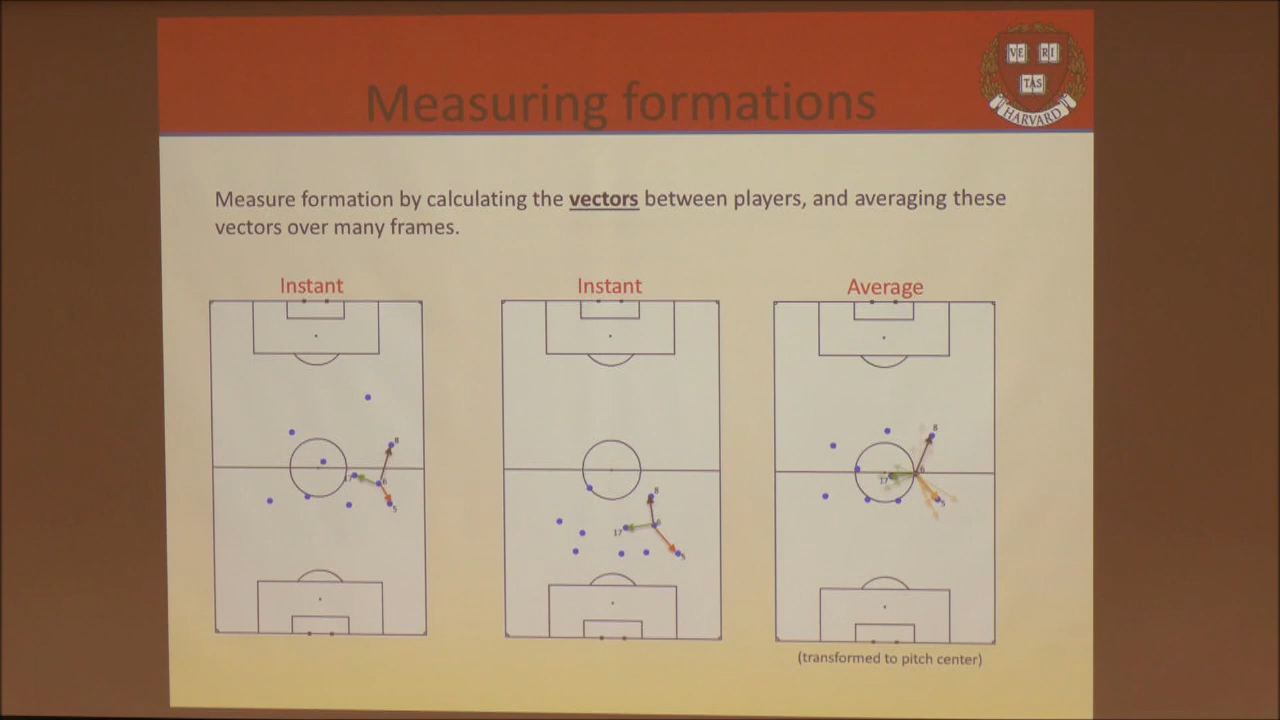 Measuring formations
VE RI
TAS
HARVARD
Measure formation by calculating the vectors between players, and averaging these
vectors over many frames.
Instant
Instant
Average
8
17
6
5
8
17
6
5
8
6
17
5
(transformed to pitch center)